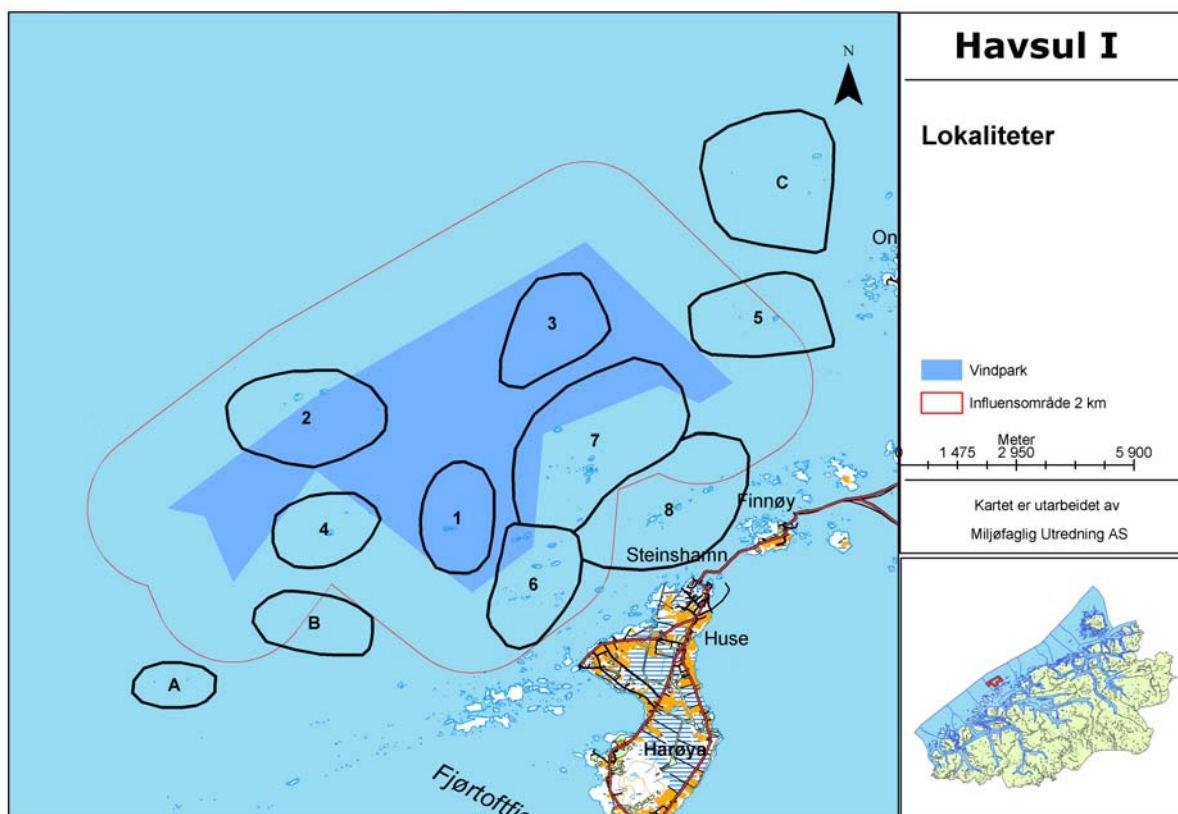 Havsul I
Lokaliteter
N
C
On
5
3
2
7
4
1
8
Finnøy
Steinshamn
6
B
Huse
A
Harøya
Fjørtoftfje
Vindpark
Influensområde 2 km
Meter
0 1 475 2 950 5 900
Kartet er utarbeidet av
Miljøfaglig Utredning AS